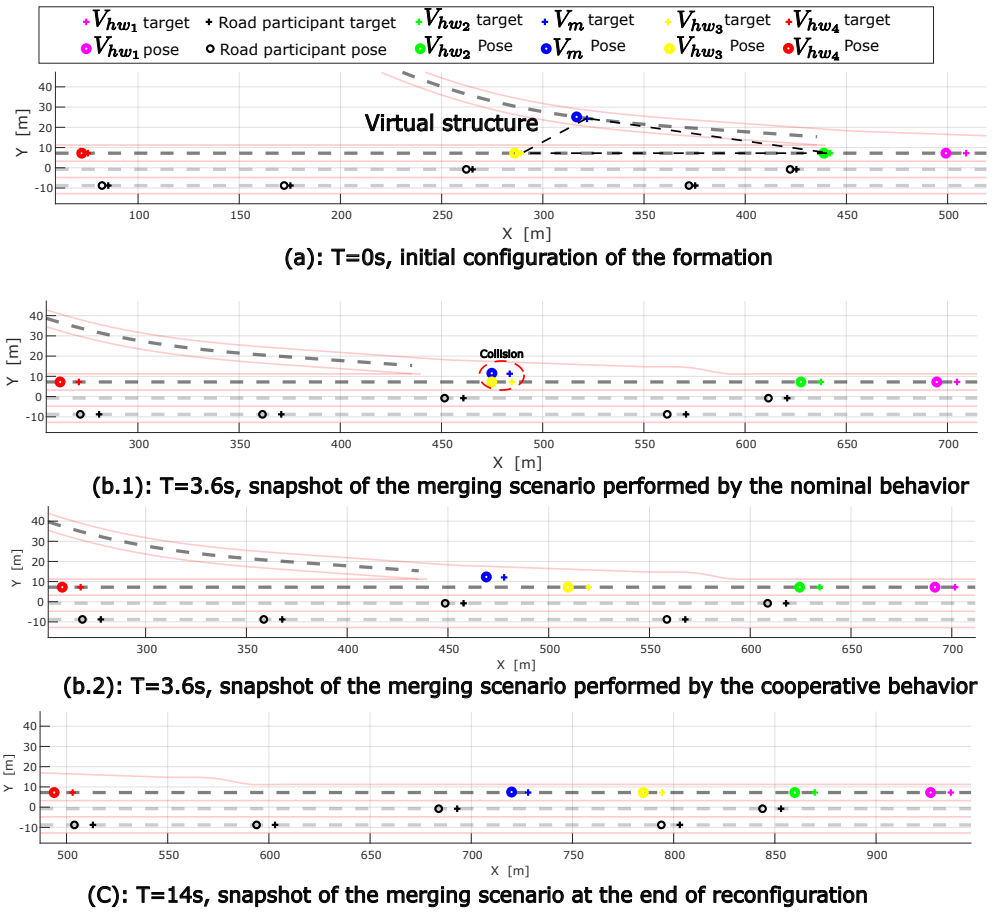 V_hw1 target Road participant target V_hw2 target V_m target V_hw3 target V_hw4 target
V_hw1 pose Road participant pose V_hw2 Pose V_m Pose V_hw3 Pose V_hw4 Pose
40
30
20
10
0
-10
Y [m]
Virtual structure
100 150 200 250 300 350 400 450 500
X [m]
(a): T=0s, initial configuration of the formation
40
30
20
10
0
-10
Y [m]
Collision
300 350 400 450 500 550 600 650 700
X [m]
(b.1): T=3.6s, snapshot of the merging scenario performed by the nominal behavior
40
30
20
10
0
-10
Y [m]
300 350 400 450 500 550 600 650 700
X [m]
(b.2): T=3.6s, snapshot of the merging scenario performed by the cooperative behavior
40
30
20
10
0
-10
Y [m]
500 550 600 650 700 750 800 850 900
X [m]
(C): T=14s, snapshot of the merging scenario at the end of reconfiguration